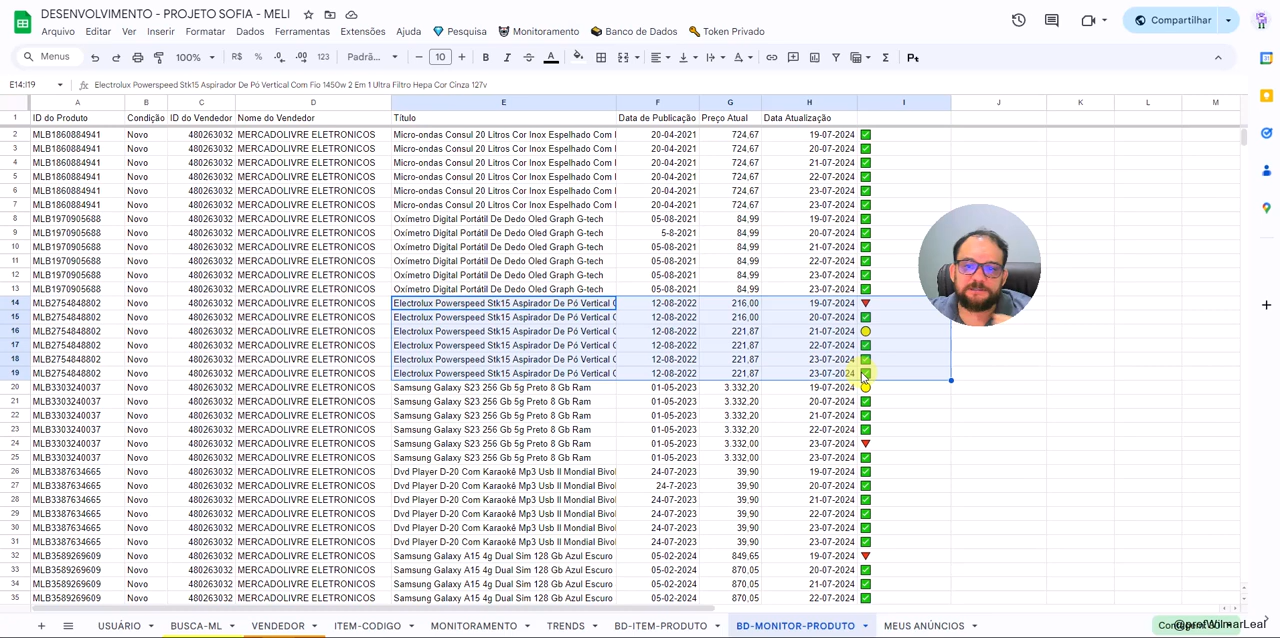 DESENVOLVIMENTO - PROJETO SOFIA - MELI
Arquivo Editar Ver Inserir Formatar Dados Ferramentas Extensões Ajuda Pesquisa Monitoramento Banco de Dados Token Privado
Compartilhar
Menus 100% R$ % .0 .00 123 Padrã... 10 B I A Σ Pt
E14:I19 fx Electrolux Powerspeed Stk15 Aspirador De Pó Vertical Com Fio 1450w 2 Em 1 Ultra Filtro Hepa Cor Cinza 127v
A B C D E F G H I J K L M
1 ID do Produto Condição ID do Vendedor Nome do Vendedor Título Data de Publicação Preço Atual Data Atualização
2 MLB1860884941 Novo 480263032 MERCADOLIVRE ELETRONICOS Micro-ondas Consul 20 Litros Cor Inox Espelhado Com 20-04-2021 724,67 19-07-2024
3 MLB1860884941 Novo 480263032 MERCADOLIVRE ELETRONICOS Micro-ondas Consul 20 Litros Cor Inox Espelhado Com 20-04-2021 724,67 20-07-2024
4 MLB1860884941 Novo 480263032 MERCADOLIVRE ELETRONICOS Micro-ondas Consul 20 Litros Cor Inox Espelhado Com 20-04-2021 724,67 21-07-2024
5 MLB1860884941 Novo 480263032 MERCADOLIVRE ELETRONICOS Micro-ondas Consul 20 Litros Cor Inox Espelhado Com 20-04-2021 724,67 22-07-2024
6 MLB1860884941 Novo 480263032 MERCADOLIVRE ELETRONICOS Micro-ondas Consul 20 Litros Cor Inox Espelhado Com 20-04-2021 724,67 23-07-2024
7 MLB1860884941 Novo 480263032 MERCADOLIVRE ELETRONICOS Micro-ondas Consul 20 Litros Cor Inox Espelhado Com 20-04-2021 724,67 23-07-2024
8 MLB1970905688 Novo 480263032 MERCADOLIVRE ELETRONICOS Oxímetro Digital Portátil De Dedo Oled Graph G-tech 05-08-2021 84,99 19-07-2024
9 MLB1970905688 Novo 480263032 MERCADOLIVRE ELETRONICOS Oxímetro Digital Portátil De Dedo Oled Graph G-tech 5-8-2021 84,99 20-07-2024
10 MLB1970905688 Novo 480263032 MERCADOLIVRE ELETRONICOS Oxímetro Digital Portátil De Dedo Oled Graph G-tech 05-08-2021 84,99 21-07-2024
11 MLB1970905688 Novo 480263032 MERCADOLIVRE ELETRONICOS Oxímetro Digital Portátil De Dedo Oled Graph G-tech 05-08-2021 84,99 22-07-2024
12 MLB1970905688 Novo 480263032 MERCADOLIVRE ELETRONICOS Oxímetro Digital Portátil De Dedo Oled Graph G-tech 05-08-2021 84,99 23-07-2024
13 MLB1970905688 Novo 480263032 MERCADOLIVRE ELETRONICOS Oxímetro Digital Portátil De Dedo Oled Graph G-tech 05-08-2021 84,99 23-07-2024
14 MLB2754848802 Novo 480263032 MERCADOLIVRE ELETRONICOS Electrolux Powerspeed Stk15 Aspirador De Pó Vertical C 12-08-2022 216,00 19-07-2024
15 MLB2754848802 Novo 480263032 MERCADOLIVRE ELETRONICOS Electrolux Powerspeed Stk15 Aspirador De Pó Vertical C 12-08-2022 216,00 20-07-2024
16 MLB2754848802 Novo 480263032 MERCADOLIVRE ELETRONICOS Electrolux Powerspeed Stk15 Aspirador De Pó Vertical C 12-08-2022 221,87 21-07-2024
17 MLB2754848802 Novo 480263032 MERCADOLIVRE ELETRONICOS Electrolux Powerspeed Stk15 Aspirador De Pó Vertical C 12-08-2022 221,87 22-07-2024
18 MLB2754848802 Novo 480263032 MERCADOLIVRE ELETRONICOS Electrolux Powerspeed Stk15 Aspirador De Pó Vertical C 12-08-2022 221,87 23-07-2024
19 MLB2754848802 Novo 480263032 MERCADOLIVRE ELETRONICOS Electrolux Powerspeed Stk15 Aspirador De Pó Vertical C 12-08-2022 221,87 23-07-2024
20 MLB3303240037 Novo 480263032 MERCADOLIVRE ELETRONICOS Samsung Galaxy S23 256 Gb 5g Preto 8 Gb Ram 01-05-2023 3.332,20 19-07-2024
21 MLB3303240037 Novo 480263032 MERCADOLIVRE ELETRONICOS Samsung Galaxy S23 256 Gb 5g Preto 8 Gb Ram 01-05-2023 3.332,20 20-07-2024
22 MLB3303240037 Novo 480263032 MERCADOLIVRE ELETRONICOS Samsung Galaxy S23 256 Gb 5g Preto 8 Gb Ram 01-05-2023 3.332,20 21-07-2024
23 MLB3303240037 Novo 480263032 MERCADOLIVRE ELETRONICOS Samsung Galaxy S23 256 Gb 5g Preto 8 Gb Ram 01-05-2023 3.332,20 22-07-2024
24 MLB3303240037 Novo 480263032 MERCADOLIVRE ELETRONICOS Samsung Galaxy S23 256 Gb 5g Preto 8 Gb Ram 01-05-2023 3.332,00 23-07-2024
25 MLB3303240037 Novo 480263032 MERCADOLIVRE ELETRONICOS Samsung Galaxy S23 256 Gb 5g Preto 8 Gb Ram 01-05-2023 3.332,00 23-07-2024
26 MLB3387634665 Novo 480263032 MERCADOLIVRE ELETRONICOS Dvd Player D-20 Com Karaokê Mp3 Usb Il Mondial Bivol 24-07-2023 39,90 19-07-2024
27 MLB3387634665 Novo 480263032 MERCADOLIVRE ELETRONICOS Dvd Player D-20 Com Karaokê Mp3 Usb Il Mondial Bivol 24-7-2023 39,90 20-07-2024
28 MLB3387634665 Novo 480263032 MERCADOLIVRE ELETRONICOS Dvd Player D-20 Com Karaokê Mp3 Usb Il Mondial Bivol 24-07-2023 39,90 21-07-2024
29 MLB3387634665 Novo 480263032 MERCADOLIVRE ELETRONICOS Dvd Player D-20 Com Karaokê Mp3 Usb Il Mondial Bivol 24-07-2023 39,90 22-07-2024
30 MLB3387634665 Novo 480263032 MERCADOLIVRE ELETRONICOS Dvd Player D-20 Com Karaokê Mp3 Usb Il Mondial Bivol 24-07-2023 39,90 23-07-2024
31 MLB3387634665 Novo 480263032 MERCADOLIVRE ELETRONICOS Dvd Player D-20 Com Karaokê Mp3 Usb Il Mondial Bivol 24-07-2023 39,90 23-07-2024
32 MLB3589269609 Novo 480263032 MERCADOLIVRE ELETRONICOS Samsung Galaxy A15 4g Dual Sim 128 Gb Azul Escuro 05-02-2024 849,65 19-07-2024
33 MLB3589269609 Novo 480263032 MERCADOLIVRE ELETRONICOS Samsung Galaxy A15 4g Dual Sim 128 Gb Azul Escuro 05-02-2024 870,05 20-07-2024
34 MLB3589269609 Novo 480263032 MERCADOLIVRE ELETRONICOS Samsung Galaxy A15 4g Dual Sim 128 Gb Azul Escuro 05-02-2024 870,05 21-07-2024
35 MLB3589269609 Novo 480263032 MERCADOLIVRE ELETRONICOS Samsung Galaxy A15 4g Dual Sim 128 Gb Azul Escuro 05-02-2024 870,05 22-07-2024
USUÁRIO BUSCA-ML VENDEDOR ITEM-CODIGO MONITORAMENTO TRENDS BD-ITEM-PRODUTO BD-MONITOR-PRODUTO MEUS ANÚNCIOS @profWilmarLeal